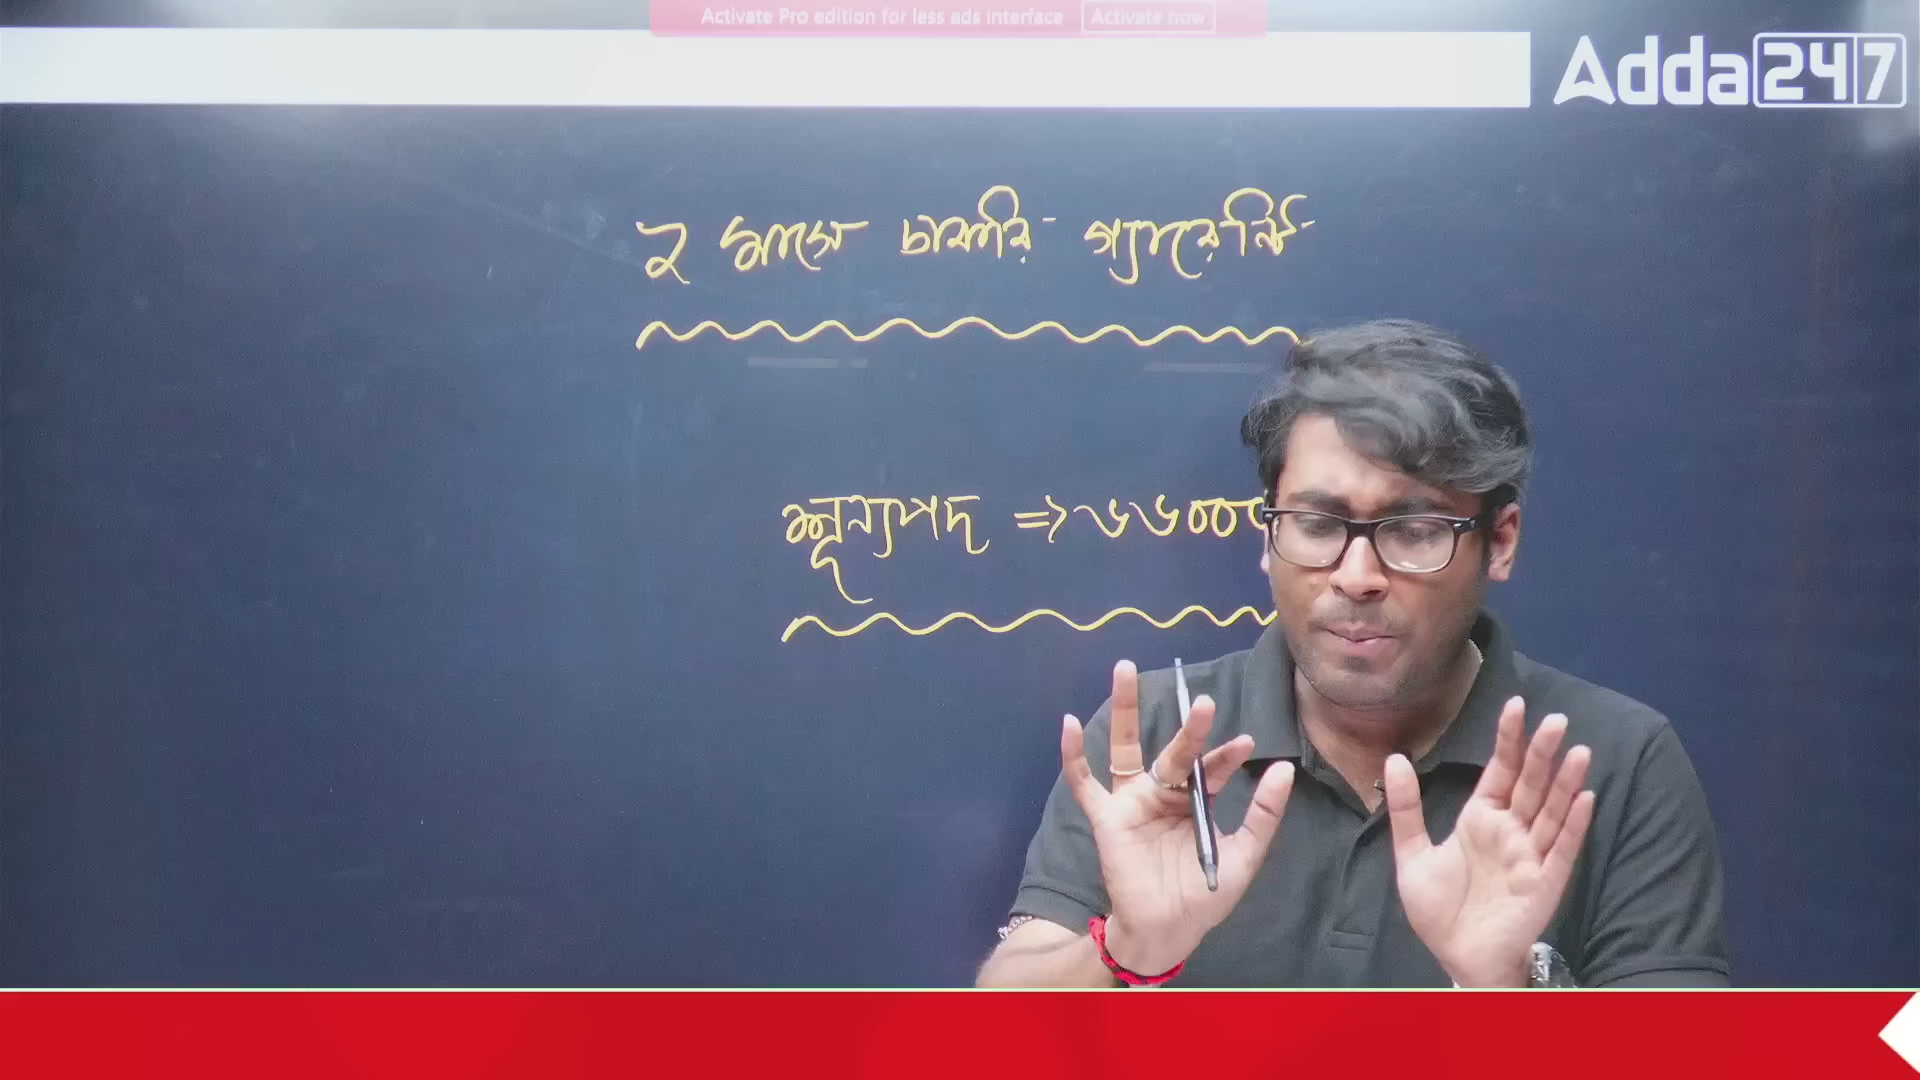 Activate Pro edition for less ads interface Activate now
Adda247
২ মাসে চাকরির গ্যারেন্টি
শূন্যপদ => ৬৬০০০